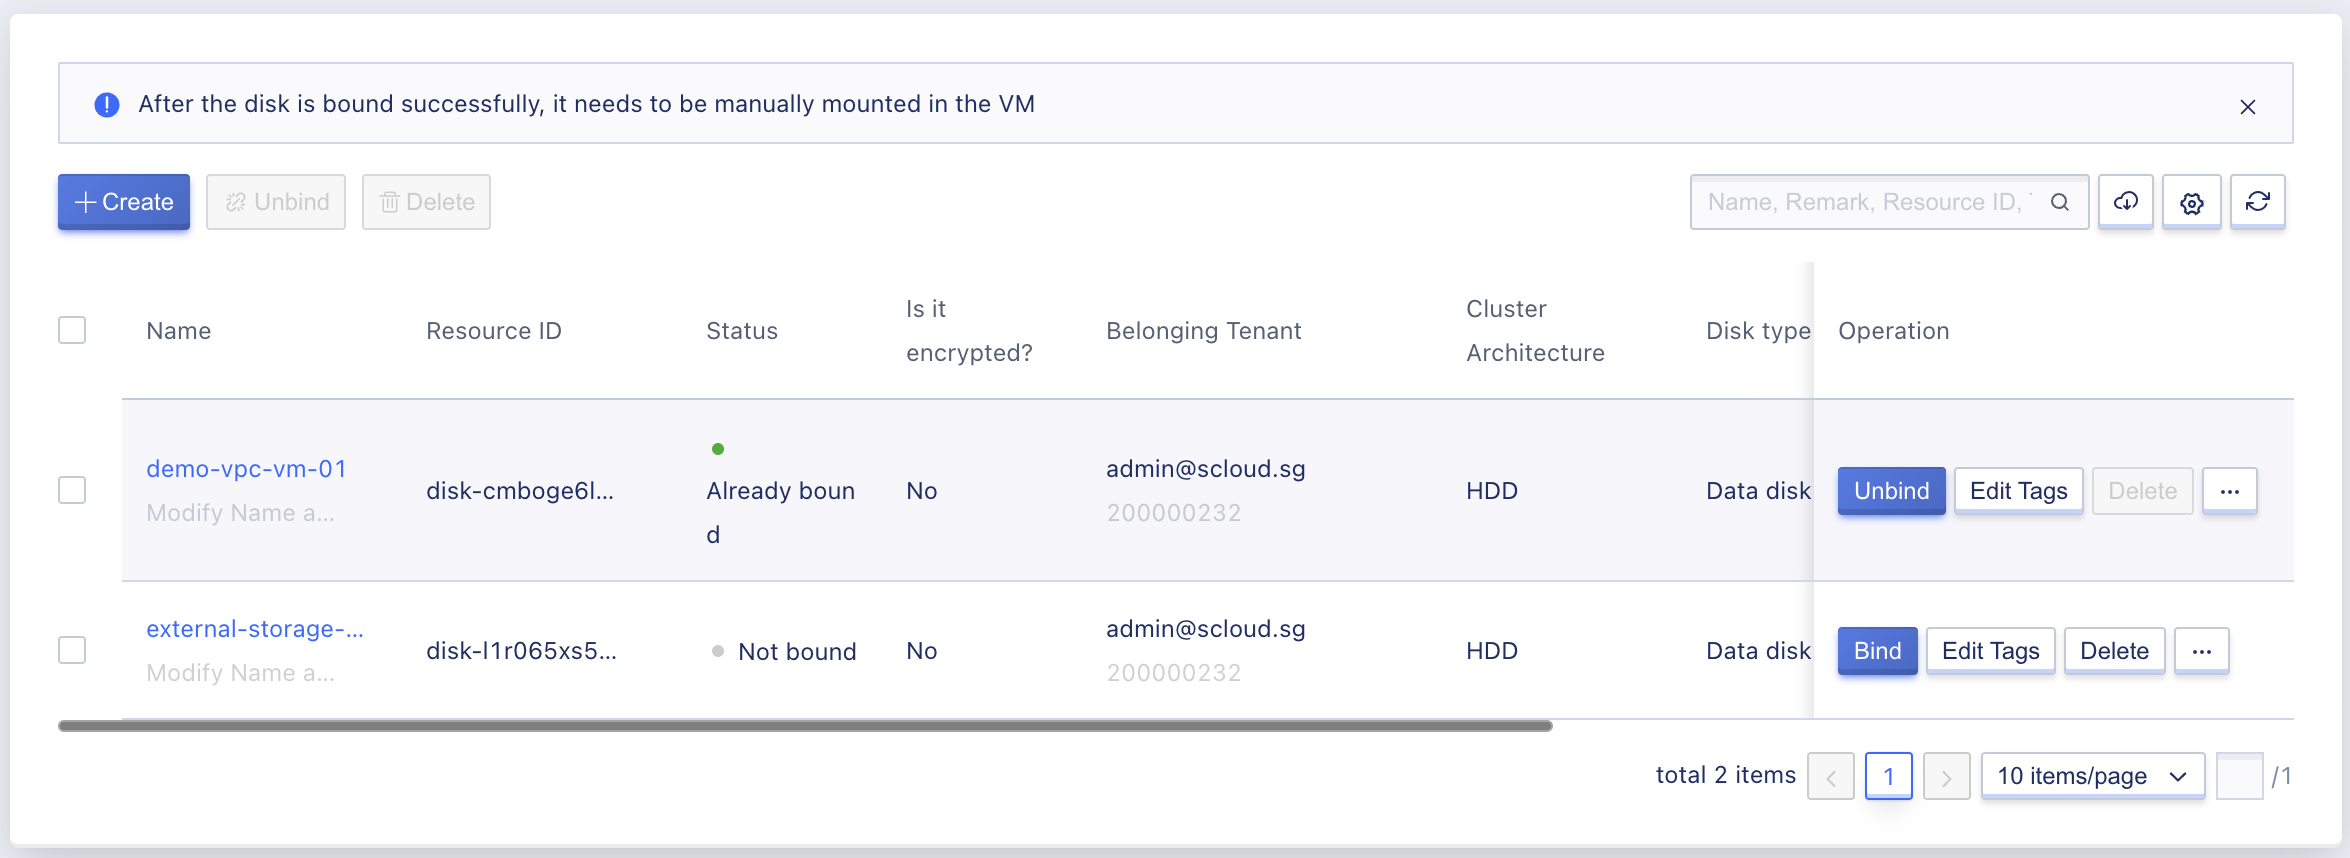 After the disk is bound successfully, it needs to be manually mounted in the VM
Create
Unbind
Delete
Name, Remark, Resource ID,
Name
Resource ID
Status
Is it
encrypted?
Belonging Tenant
Cluster
Architecture
Disk type
Operation
demo-vpc-vm-01
Modify Name a...
disk-cmboge6l...
Already boun
d
No
admin@scloud.sg
200000232
HDD
Data disk
Unbind
Edit Tags
Delete
...
external-storage-...
Modify Name a...
disk-l1r065xs5...
Not bound
No
admin@scloud.sg
200000232
HDD
Data disk
Bind
Edit Tags
Delete
...
total 2 items
1
10 items/page
/1